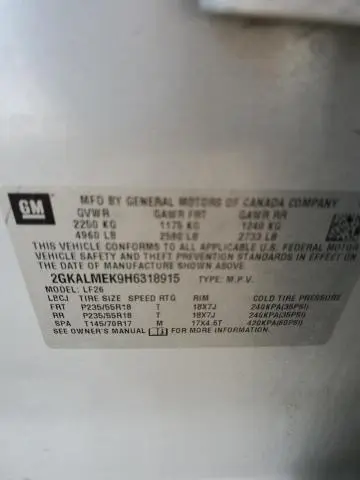 GM
MFD BY GENERAL MOTORS OF CANADA COMPANY
GVWR GAWR FRT GAWR RR
2250 KG 1175 KG 1240 KG
4960 LB 2590 LB 2733 LB
THIS VEHICLE CONFORMS TO ALL APPLICABLE U.S. FEDERAL MOTOR
VEHICLE SAFETY AND THEFT PREVENTION STANDARDS IN EFFECT ON THE
DATE OF MANUFACTURE SHOWN ABOVE.
2GKALMEK9H6318915 TYPE: M.P.V.
MODEL: LF26
LBCJ TIRE SIZE SPEED RTG RIM COLD TIRE PRESSURE
FRT P235/55R18 T 18X7J 240KPA(35PSI)
RR P235/55R18 T 18X7J 240KPA(35PSI)
SPA T145/70R17 M 17X4.5T 420KPA(60PSI)
SEE OWNER'S MANUAL FOR MORE INFORMATION.